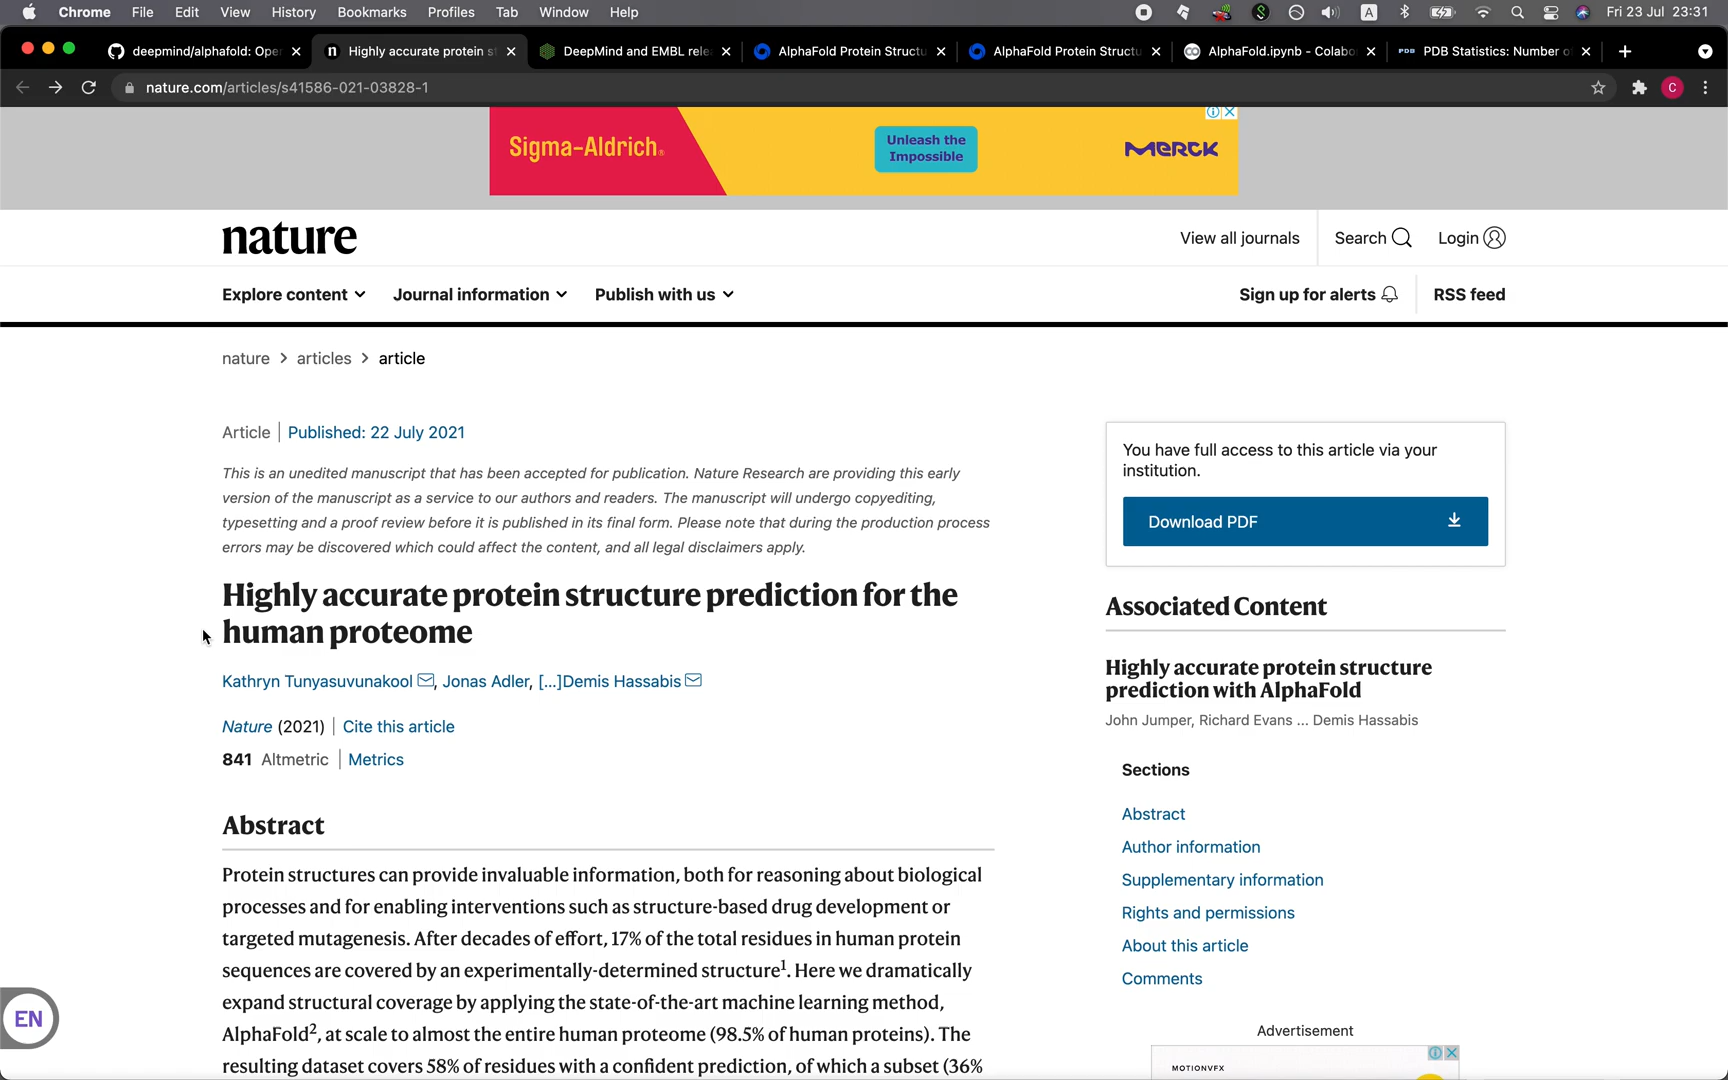 Chrome File Edit View History Bookmarks Profiles Tab Window Help A Fri 23 Jul 23:31
deepmind/alphafold: Oper Highly accurate protein s DeepMind and EMBL rele AlphaFold Protein Structu AlphaFold Protein Structu AlphaFold.ipynb - Colabo PDB PDB Statistics: Number o
nature.com/articles/s41586-021-03828-1 C
Sigma-Aldrich®
Unleash the
Impossible
MERCK
nature
View all journals Search Login
Explore content Journal information Publish with us Sign up for alerts RSS feed
nature > articles > article
Article Published: 22 July 2021
This is an unedited manuscript that has been accepted for publication. Nature Research are providing this early
version of the manuscript as a service to our authors and readers. The manuscript will undergo copyediting,
typesetting and a proof review before it is published in its final form. Please note that during the production process
errors may be discovered which could affect the content, and all legal disclaimers apply.
Highly accurate protein structure prediction for the
human proteome
Kathryn Tunyasuvunakool, Jonas Adler, [...]Demis Hassabis
Nature (2021) Cite this article
841 Altmetric Metrics
Abstract
Protein structures can provide invaluable information, both for reasoning about biological
processes and for enabling interventions such as structure-based drug development or
targeted mutagenesis. After decades of effort, 17% of the total residues in human protein
sequences are covered by an experimentally-determined structure1. Here we dramatically
expand structural coverage by applying the state-of-the-art machine learning method,
AlphaFold2, at scale to almost the entire human proteome (98.5% of human proteins). The
resulting dataset covers 58% of residues with a confident prediction, of which a subset (36%
You have full access to this article via your
institution.
Download PDF
Associated Content
Highly accurate protein structure
prediction with AlphaFold
John Jumper, Richard Evans ... Demis Hassabis
Sections
Abstract
Author information
Supplementary information
Rights and permissions
About this article
Comments
Advertisement
MOTIONVFX
EN